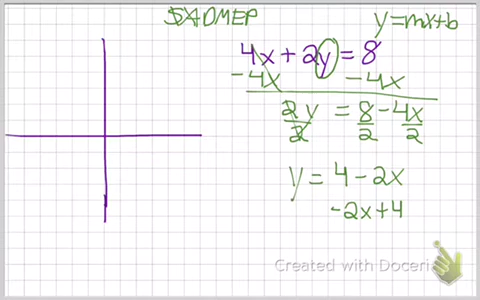 SADMEP
y=mx+b
4x+2y=8
-4x -4x
2y/2 = 8/2 - 4x/2
y = 4 - 2x
-2x+4
Created with Doceri